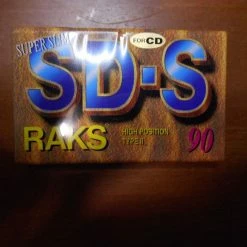 SUPER SLIM
FOR CD
SD-S
RAKS
HIGH POSITION
TYPE II
90